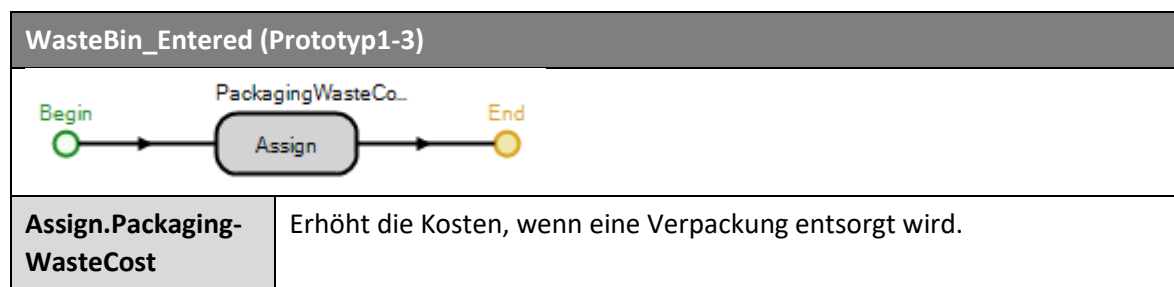 WasteBin_Entered (Prototyp1-3)
PackagingWasteCo...
Begin
End
Assign
Assign.Packaging-
WasteCost
Erhöht die Kosten, wenn eine Verpackung entsorgt wird.